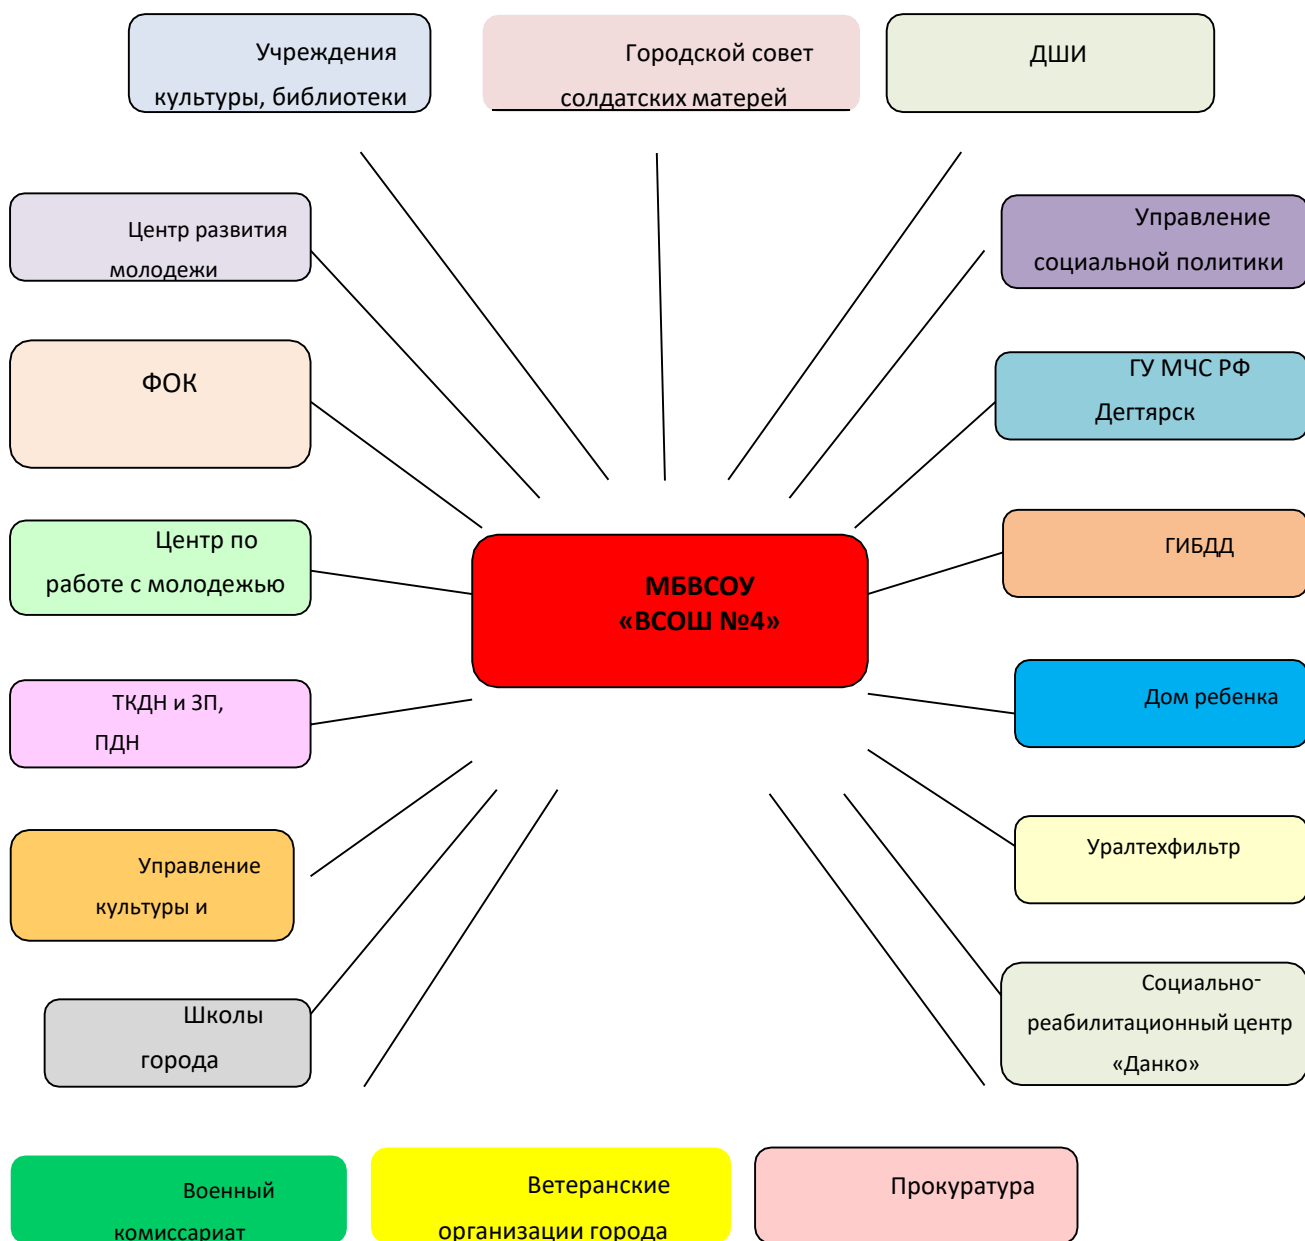 Учреждения
культуры, библиотеки
Городской совет
солдатских матерей
ДШИ
Центр развития
молодежи
Управление
социальной политики
ФОК
ГУ МЧС РФ
Дегтярск
Центр по
работе с молодежью
МБВСОУ
«ВСОШ №4»
ГИБДД
ТКДН и ЗП,
ПДН
Дом ребенка
Управление
культуры и
Уралтехфильтр
Школы
города
Социально-
реабилитационный центр
«Данко»
Военный
комиссариат
Ветеранские
организации города
Прокуратура